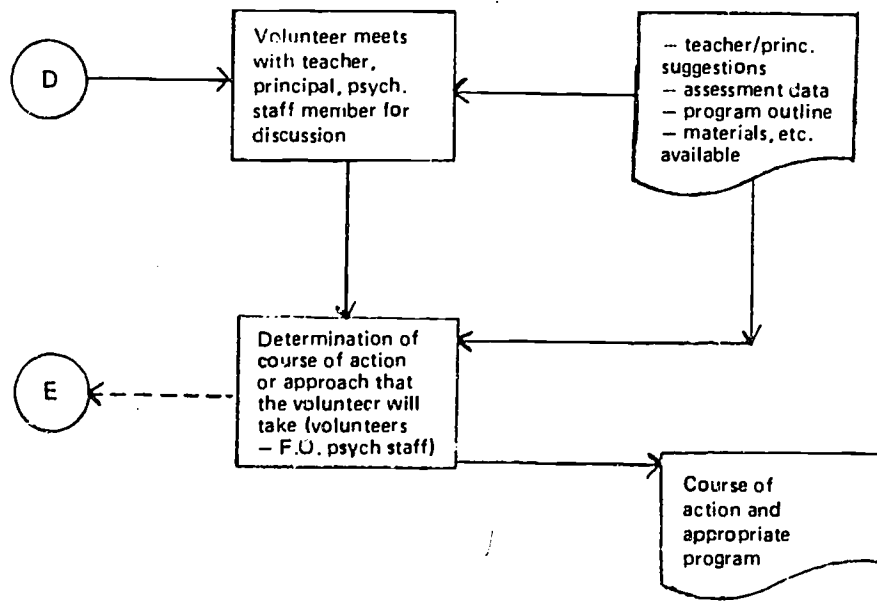 D
Volunteer meets
with teacher,
principal, psych.
staff member for
discussion
– teacher/princ.
suggestions
– assessment data
– program outline
– materials, etc.
available
E
Determination of
course of action
or approach that
the volunteer will
take (volunteers
– F.O. psych staff)
Course of
action and
appropriate
program